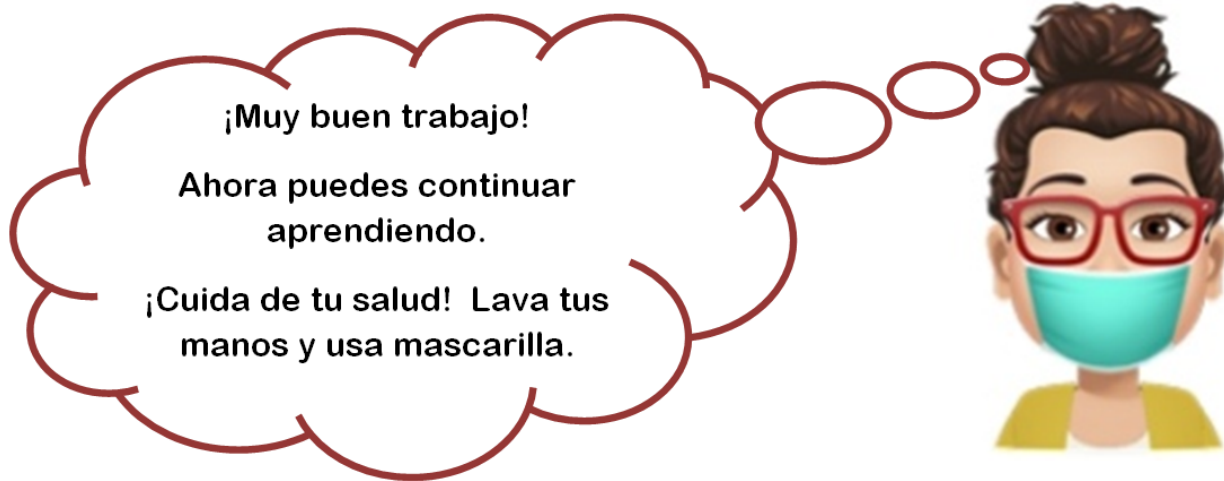 ¡Muy buen trabajo!
Ahora puedes continuar
aprendiendo.
¡Cuida de tu salud!  Lava tus
manos y usa mascarilla.